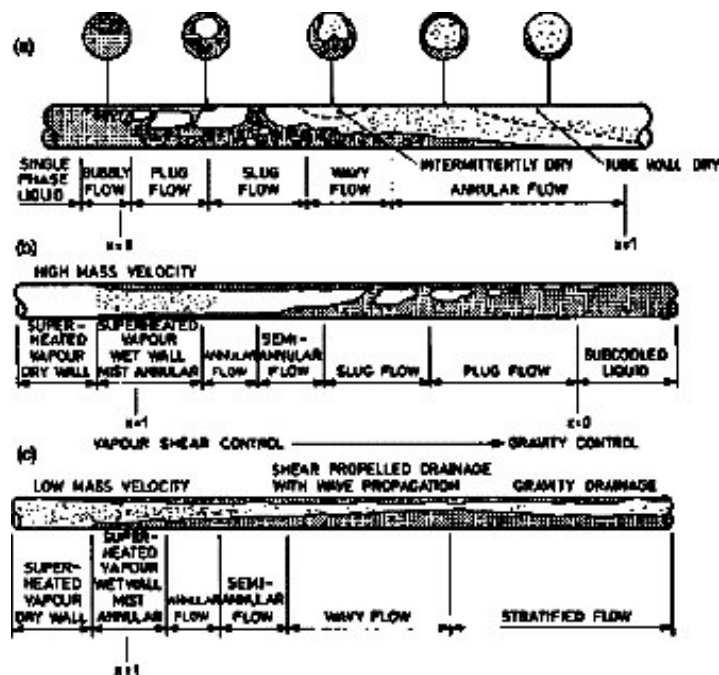 (a)
INTERMITTENTLY DRY
TUBE WALL DRY
SINGLE
PHASE
LIQUID
BUBBLY
FLOW
PLUG
FLOW
SLUG
FLOW
WAVY
FLOW
ANNULAR FLOW
x=0
x=1
(b)
HIGH MASS VELOCITY
SUPER-
HEATED
VAPOUR
DRY WALL
SUPERHEATED
VAPOUR
WET WALL
MIST ANNULAR
ANNULAR
FLOW
SEMI-
ANNULAR
FLOW
SLUG FLOW
PLUG FLOW
SUBCOOLED
LIQUID
x=1
x=0
VAPOUR SHEAR CONTROL
GRAVITY CONTROL
(c)
LOW MASS VELOCITY
SHEAR PROPELLED DRAINAGE
WITH WAVE PROPAGATION
GRAVITY DRAINAGE
SUPER-
HEATED
VAPOUR
DRY WALL
SUPER-
HEATED
VAPOUR
WETWALL
MIST
ANNULAR
ANNULAR
FLOW
SEMI-
ANNULAR
FLOW
WAVY FLOW
STRATIFIED FLOW
x=1